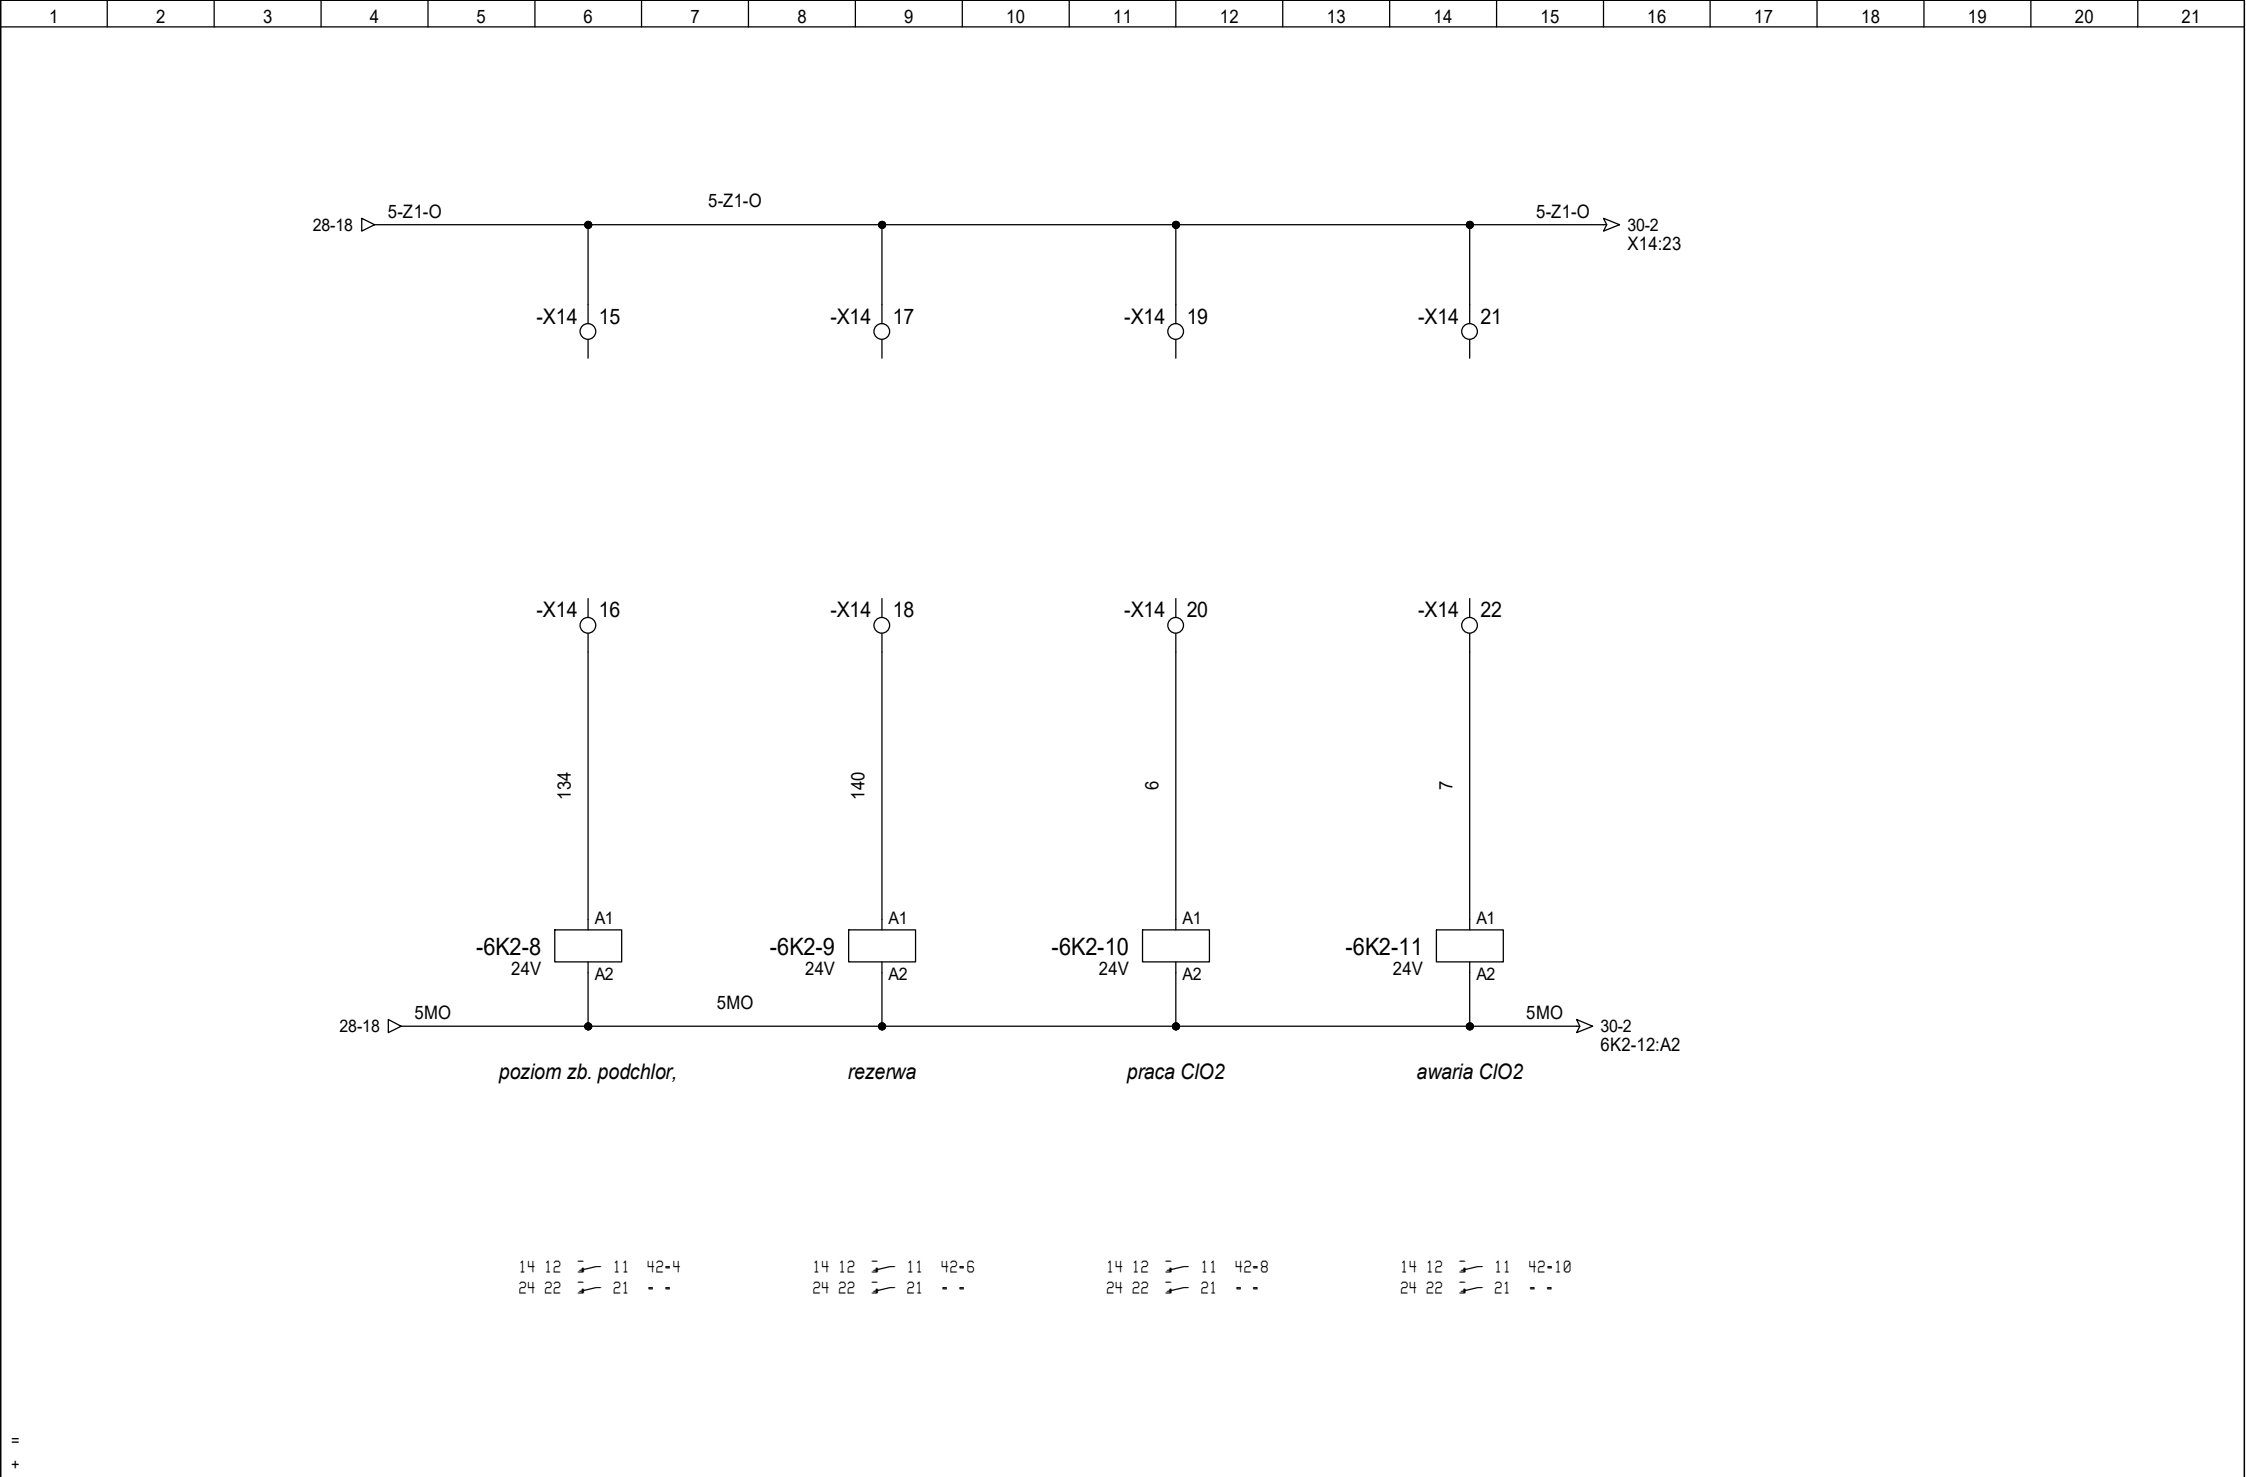 1 2 3 4 5 6 7 8 9 10 11 12 13 14 15 16 17 18 19 20 21
5-Z1-O
28-18 5-Z1-O 5-Z1-O 30-2
X14:23
-X14 15 -X14 17 -X14 19 -X14 21
-X14 16 -X14 18 -X14 20 -X14 22
134 140 6 7
A1 A1 A1 A1
-6K2-8 -6K2-9 -6K2-10 -6K2-11
24V A2 24V A2 24V A2 24V A2
5MO
28-18 5MO 5MO 30-2
6K2-12:A2
poziom zb. podchlor, rezerwa praca ClO2 awaria ClO2
14 12 11 42-4 14 12 11 42-6 14 12 11 42-8 14 12 11 42-10
24 22 21 - - 24 22 21 - - 24 22 21 - - 24 22 21 - -
=
+